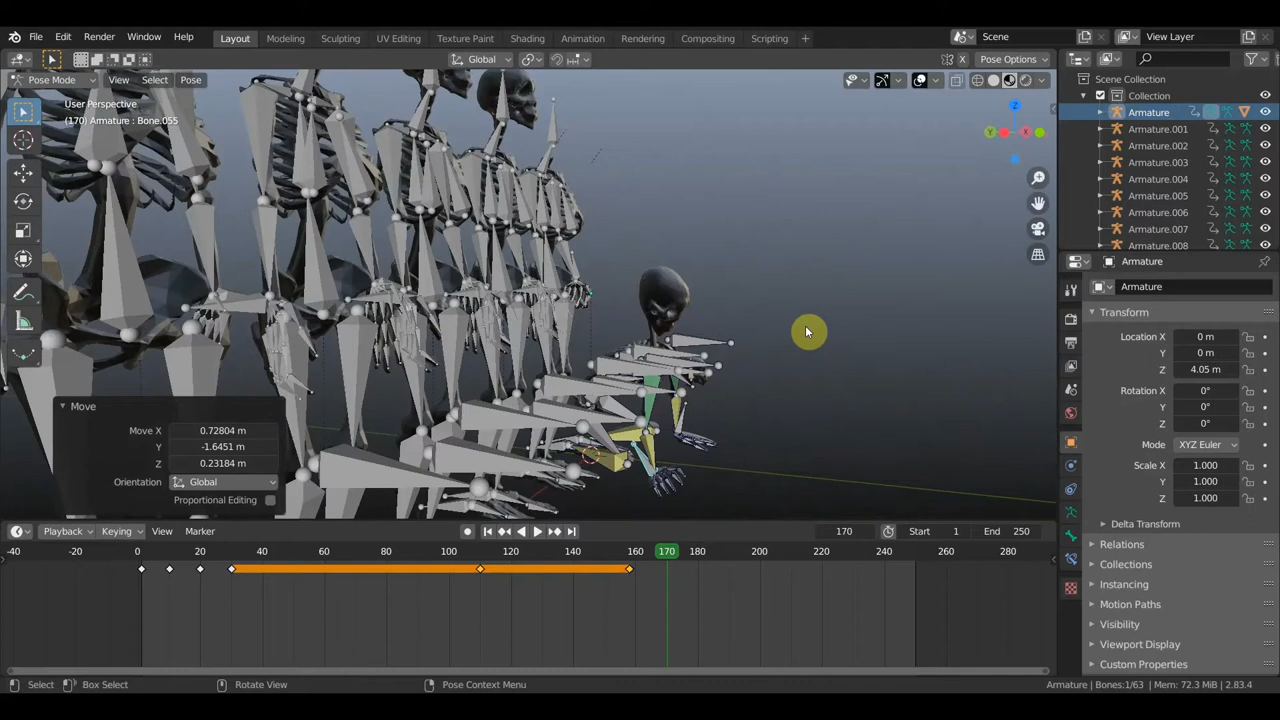 File Edit Render Window Help Layout Modeling Sculpting UV Editing Texture Paint Shading Animation Rendering Compositing Scripting Scene View Layer
Pose Mode View Select Pose Global X Pose Options
User Perspective
(170) Armature : Bone.055
Z
Y
X
Scene Collection
Collection
Armature
Armature.001
Armature.002
Armature.003
Armature.004
Armature.005
Armature.006
Armature.007
Armature.008
Armature
Armature
Transform
Location X 0 m
Y 0 m
Z 4.05 m
Rotation X 0°
Y 0°
Z 0°
Mode XYZ Euler
Scale X 1.000
Y 1.000
Z 1.000
Delta Transform
Relations
Collections
Instancing
Motion Paths
Visibility
Viewport Display
Custom Properties
Move
Move X 0.72804 m
Y -1.6451 m
Z 0.23184 m
Orientation Global
Proportional Editing
Playback Keying View Marker 170 Start 1 End 250
-40 -20 0 20 40 60 80 100 120 140 160 170 180 200 220 240 260 280
Select Box Select Rotate View Pose Context Menu Armature | Bones:1/63 | Mem: 72.3 MiB | 2.83.4